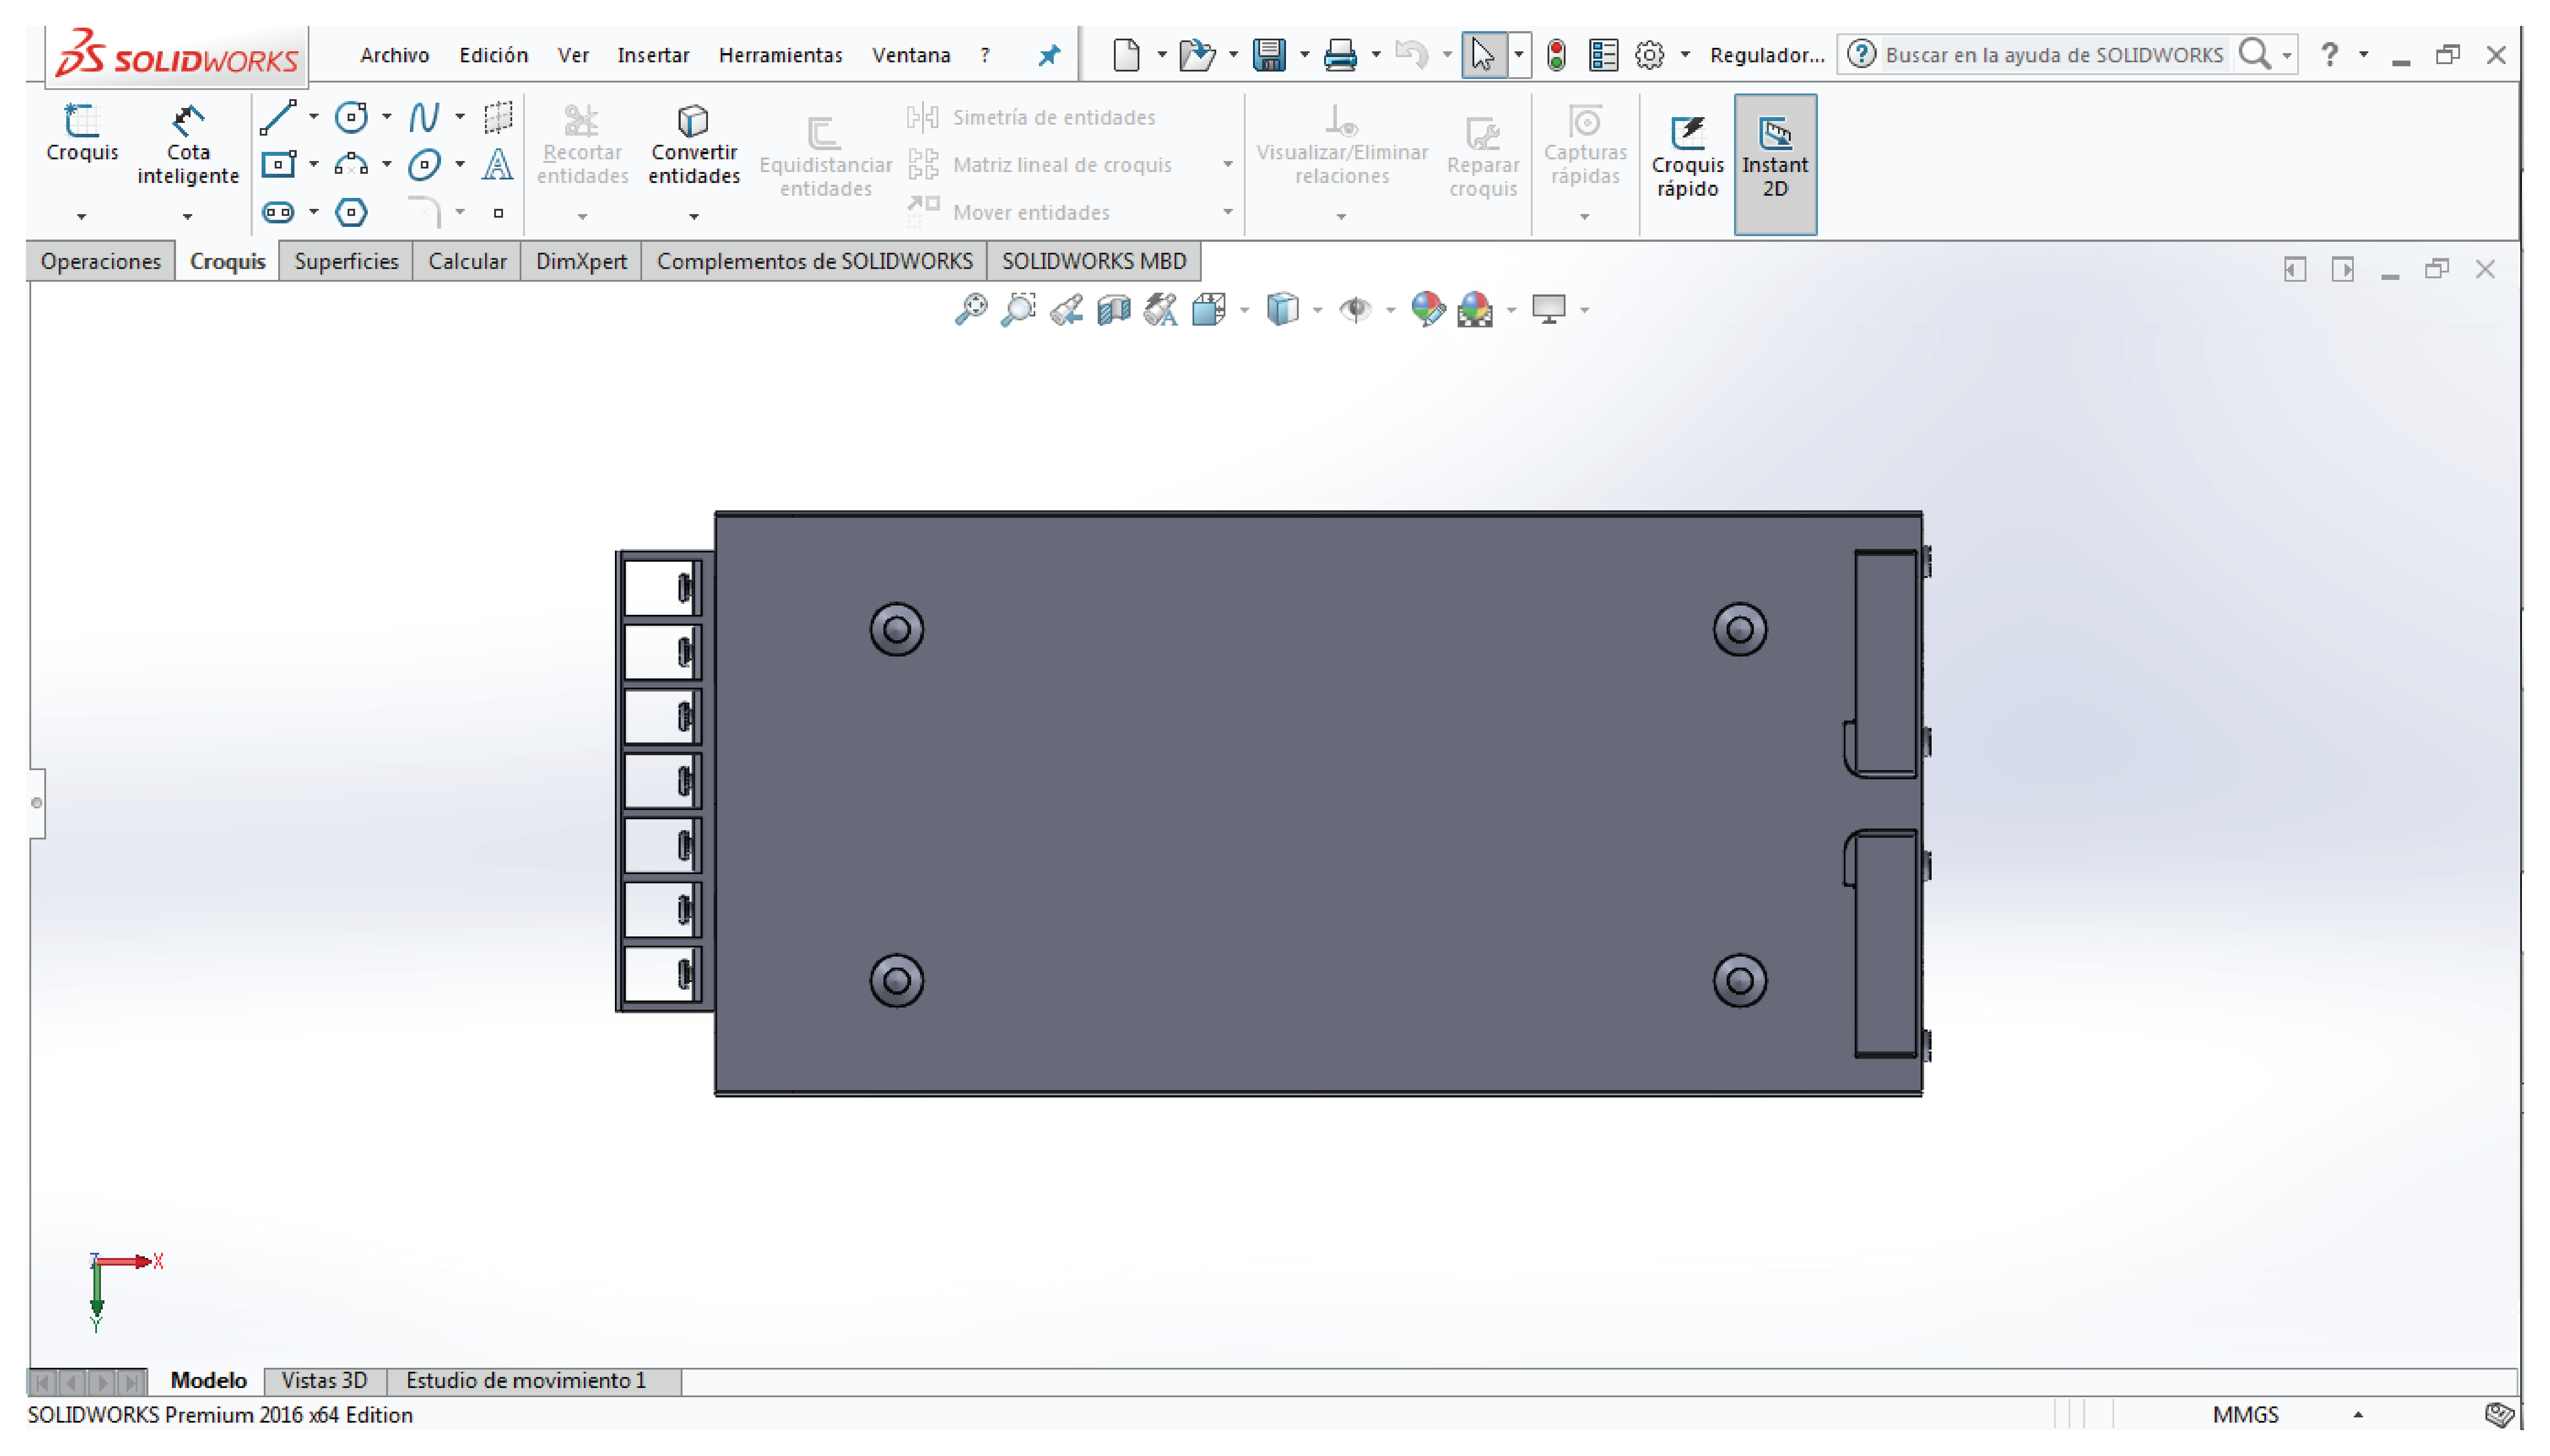 SOLIDWORKS Archivo Edición Ver Insertar Herramientas Ventana ? Regulador... Buscar en la ayuda de SOLIDWORKS ?
Croquis
Cota
inteligente
Recortar
entidades
Convertir
entidades
Equidistanciar
entidades
Simetría de entidades
Matriz lineal de croquis
Mover entidades
Visualizar/Eliminar
relaciones
Reparar
croquis
Capturas
rápidas
Croquis
rápido
Instant
2D
Operaciones Croquis Superficies Calcular DimXpert Complementos de SOLIDWORKS SOLIDWORKS MBD
X
Y
Modelo Vistas 3D Estudio de movimiento 1
SOLIDWORKS Premium 2016 x64 Edition MMGS